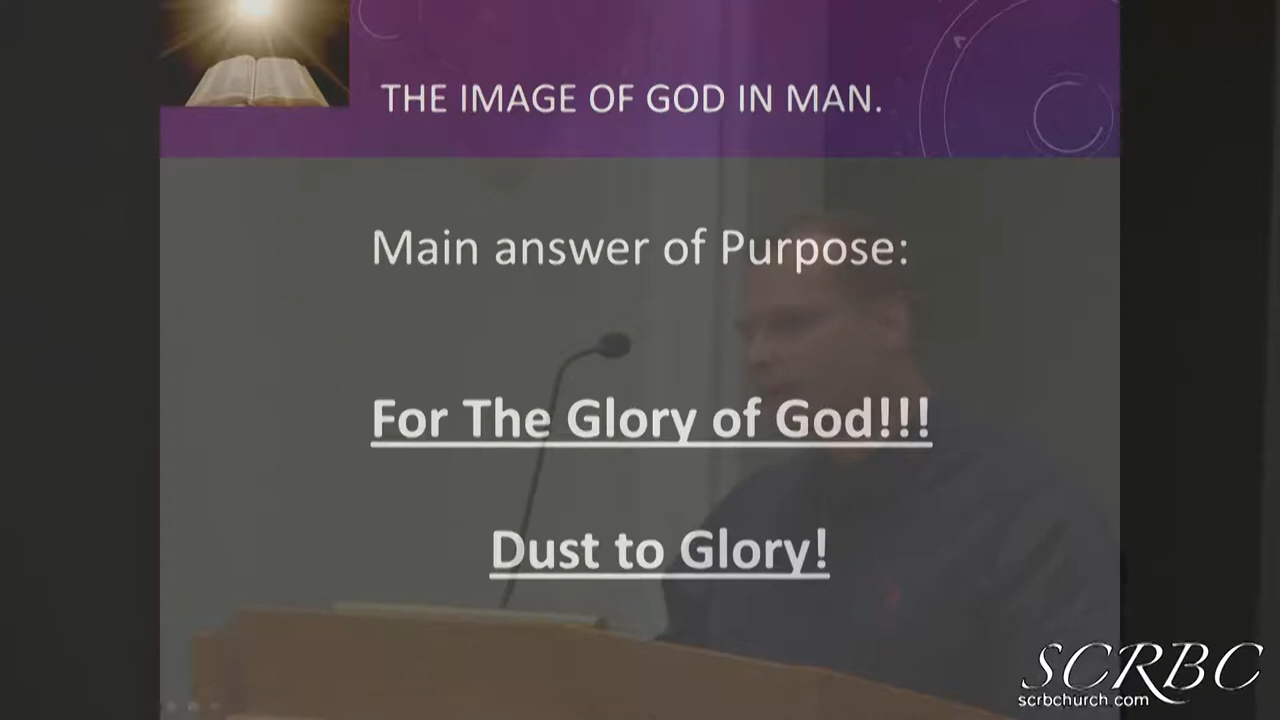 THE IMAGE OF GOD IN MAN.
Main answer of Purpose:
For The Glory of God!!!
Dust to Glory!
SCRBC
scrbchurch.com